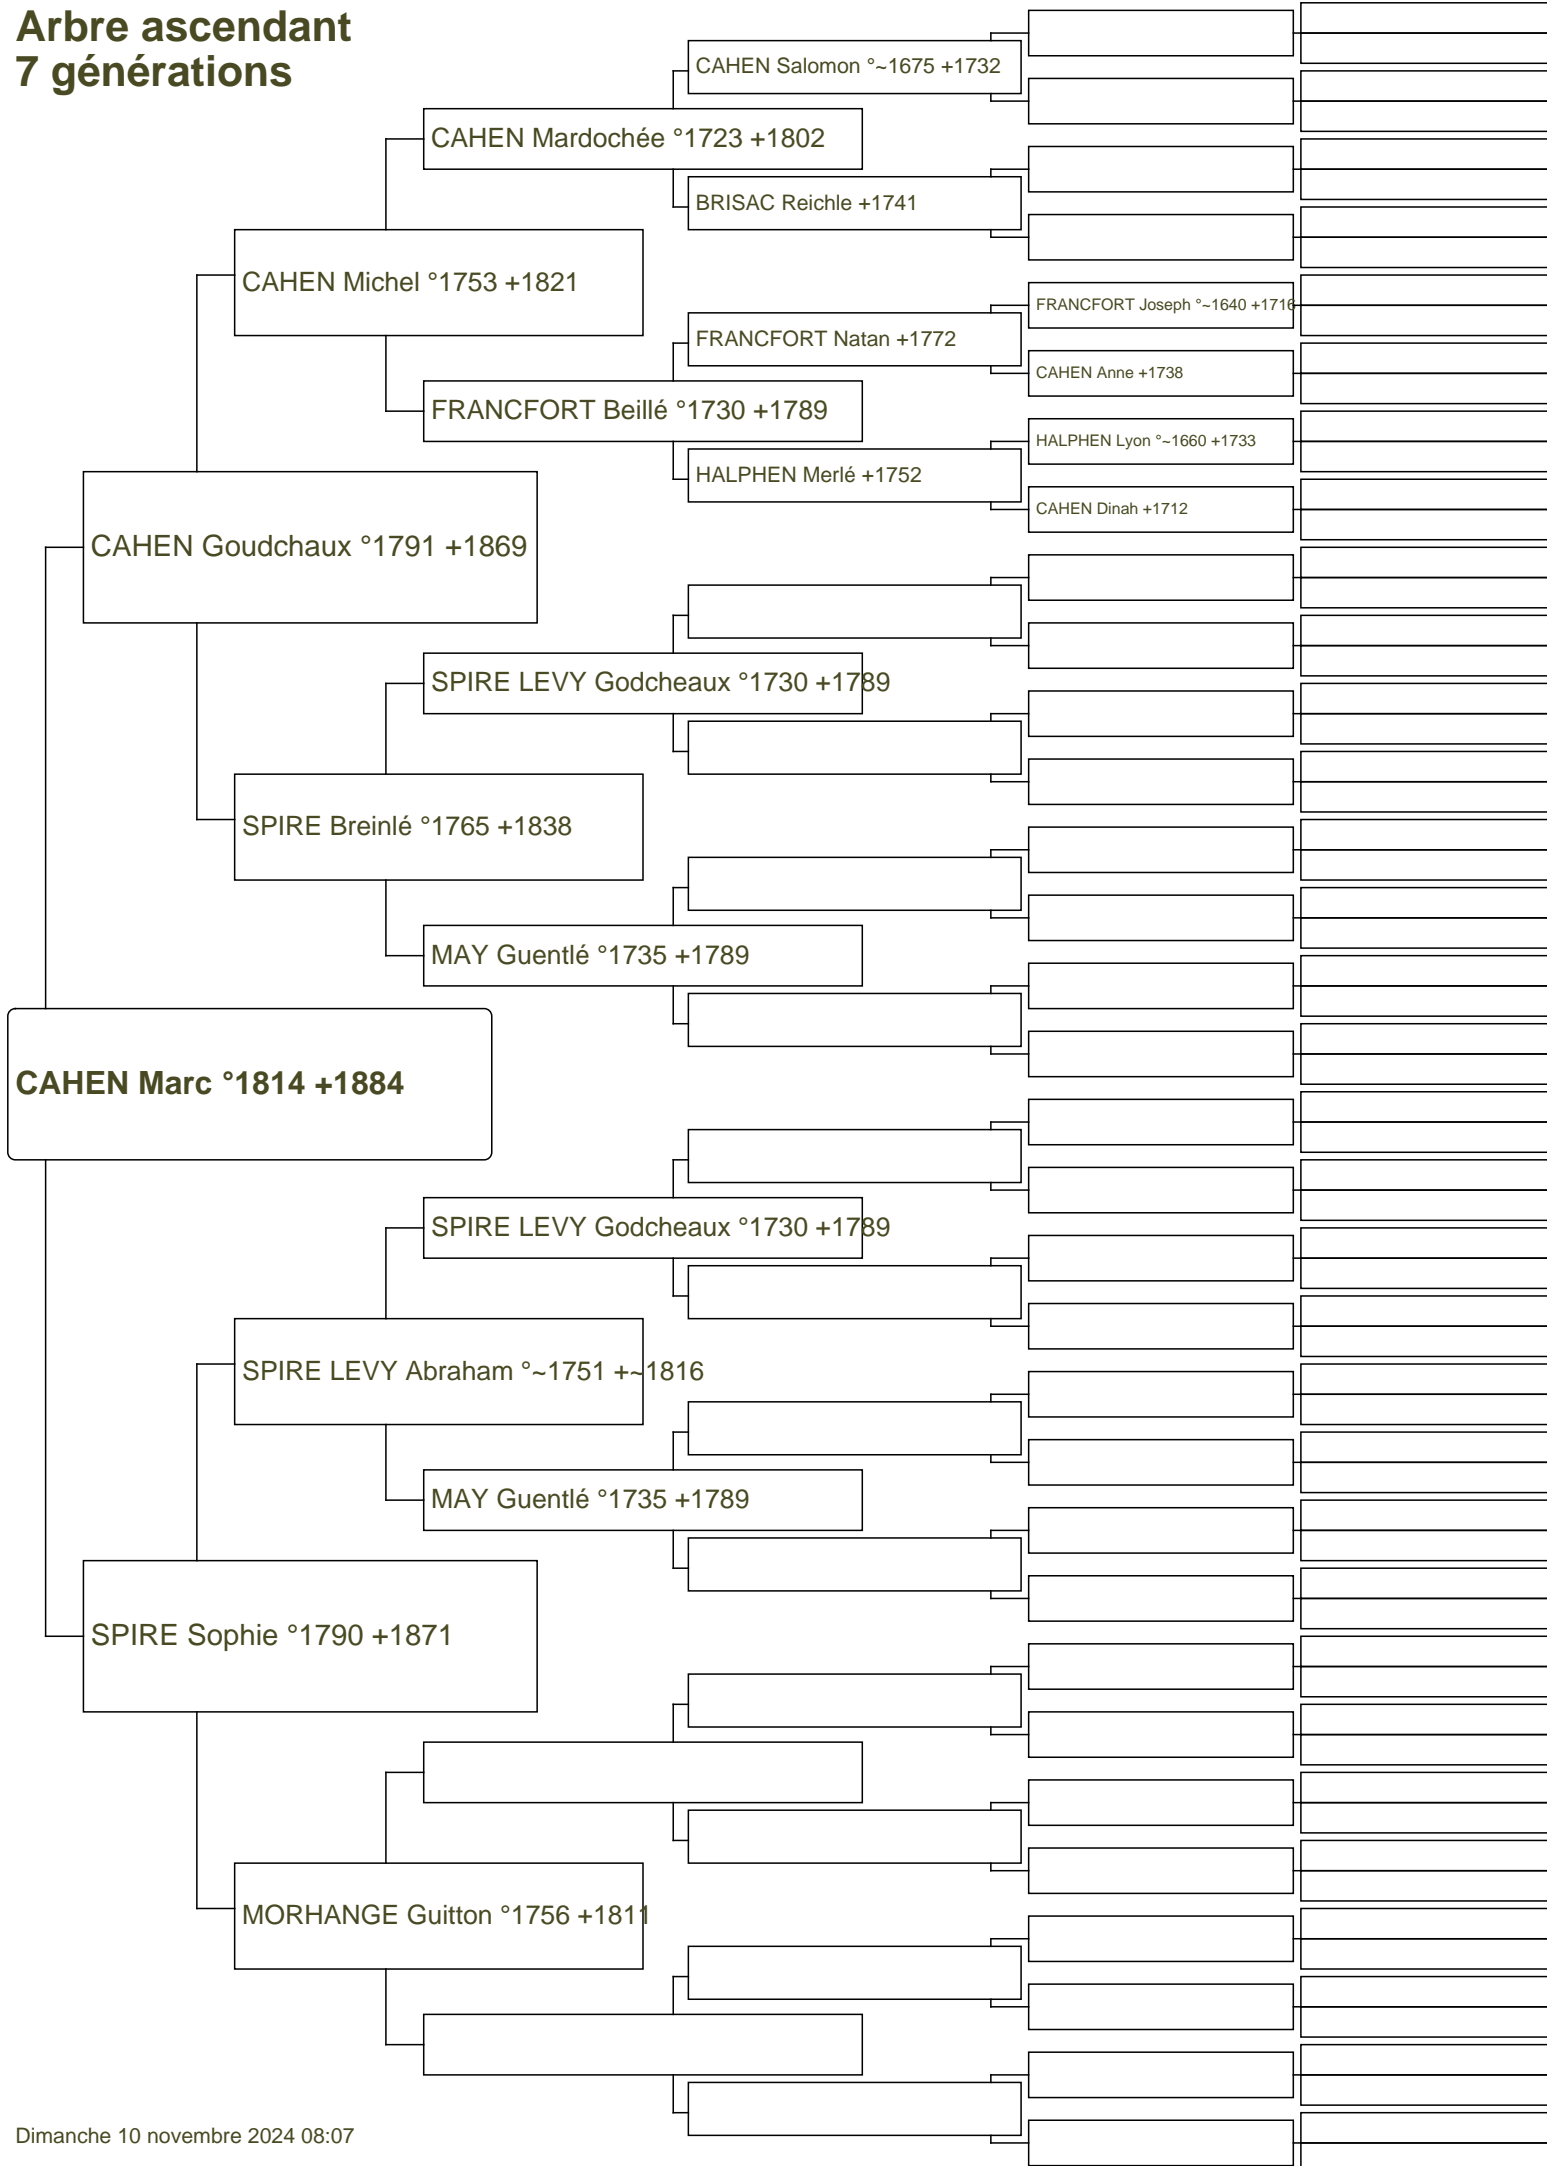 Arbre ascendant
7 générations
CAHEN Salomon °~1675 +1732
CAHEN Mardochée °1723 +1802
BRISAC Reichle +1741
CAHEN Michel °1753 +1821
FRANCFORT Joseph °~1640 +1716
FRANCFORT Natan +1772
CAHEN Anne +1738
FRANCFORT Beillé °1730 +1789
HALPHEN Lyon °~1660 +1733
HALPHEN Merlé +1752
CAHEN Dinah +1712
CAHEN Goudchaux °1791 +1869
SPIRE LEVY Godcheaux °1730 +1789
SPIRE Breinlé °1765 +1838
MAY Guentlé °1735 +1789
CAHEN Marc °1814 +1884
SPIRE LEVY Godcheaux °1730 +1789
SPIRE LEVY Abraham °~1751 +~1816
MAY Guentlé °1735 +1789
SPIRE Sophie °1790 +1871
MORHANGE Guitton °1756 +1811
Dimanche 10 novembre 2024 08:07